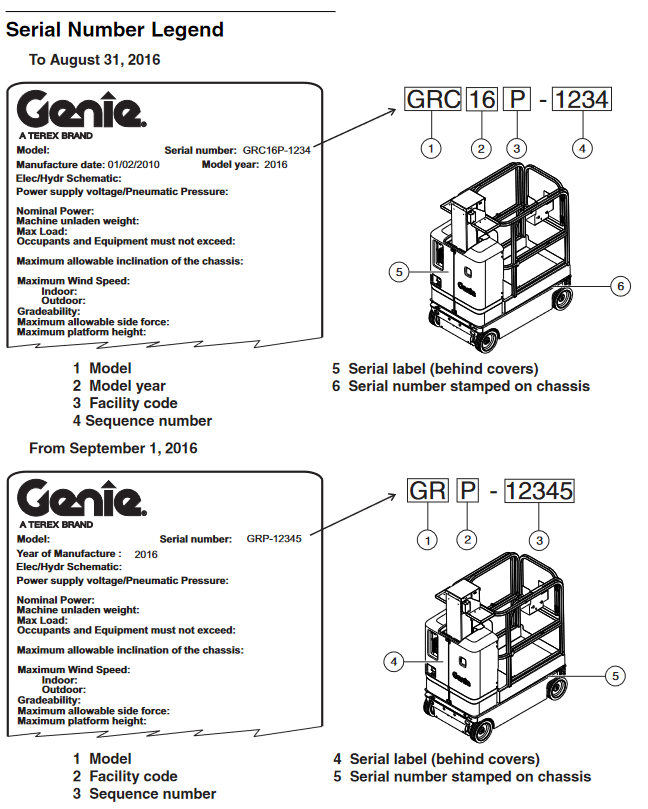 Serial Number Legend
To August 31, 2016
Genie.
A TEREX BRAND
Model: Serial number: GRC16P-1234
Manufacture date: 01/02/2010 Model year: 2016
Elec/Hydr Schematic:
Power supply voltage/Pneumatic Pressure:
Nominal Power:
Machine unladen weight:
Max Load:
Occupants and Equipment must not exceed:
Maximum allowable inclination of the chassis:
Maximum Wind Speed:
Indoor:
Outdoor:
Gradeability:
Maximum allowable side force:
Maximum platform height:
GRC 16 P - 1234
1 2 3 4
5
6
Genie
1 Model
2 Model year
3 Facility code
4 Sequence number
5 Serial label (behind covers)
6 Serial number stamped on chassis
From September 1, 2016
Genie.
A TEREX BRAND
Model: Serial number: GRP-12345
Year of Manufacture : 2016
Elec/Hydr Schematic:
Power supply voltage/Pneumatic Pressure:
Nominal Power:
Machine unladen weight:
Max Load:
Occupants and Equipment must not exceed:
Maximum allowable inclination of the chassis:
Maximum Wind Speed:
Indoor:
Outdoor:
Gradeability:
Maximum allowable side force:
Maximum platform height:
GR P - 12345
1 2 3
4
5
Genie
1 Model
2 Facility code
3 Sequence number
4 Serial label (behind covers)
5 Serial number stamped on chassis